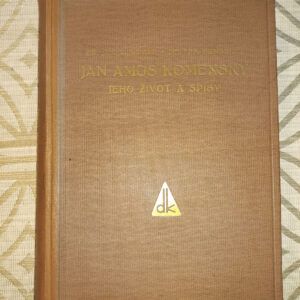 JAN AMOS KOMENSKÝ
JEHO ŽIVOT A SPISY
dk